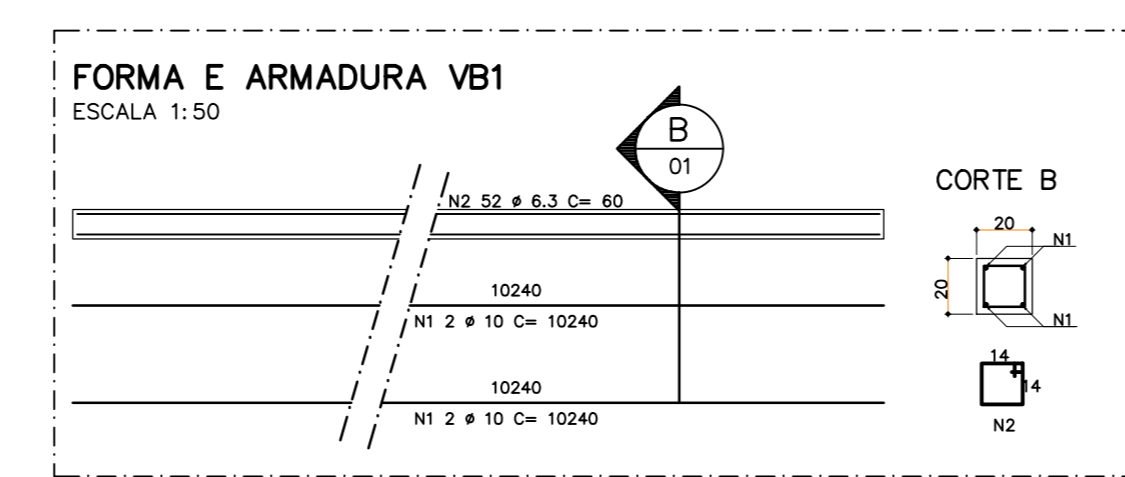 FORMA E ARMADURA VB1
ESCALA 1:50
B
01
N2 52 ø 6.3 C= 60
10240
N1 2 ø 10 C= 10240
10240
N1 2 ø 10 C= 10240
CORTE B
20
N1
20
N1
14
14
N2